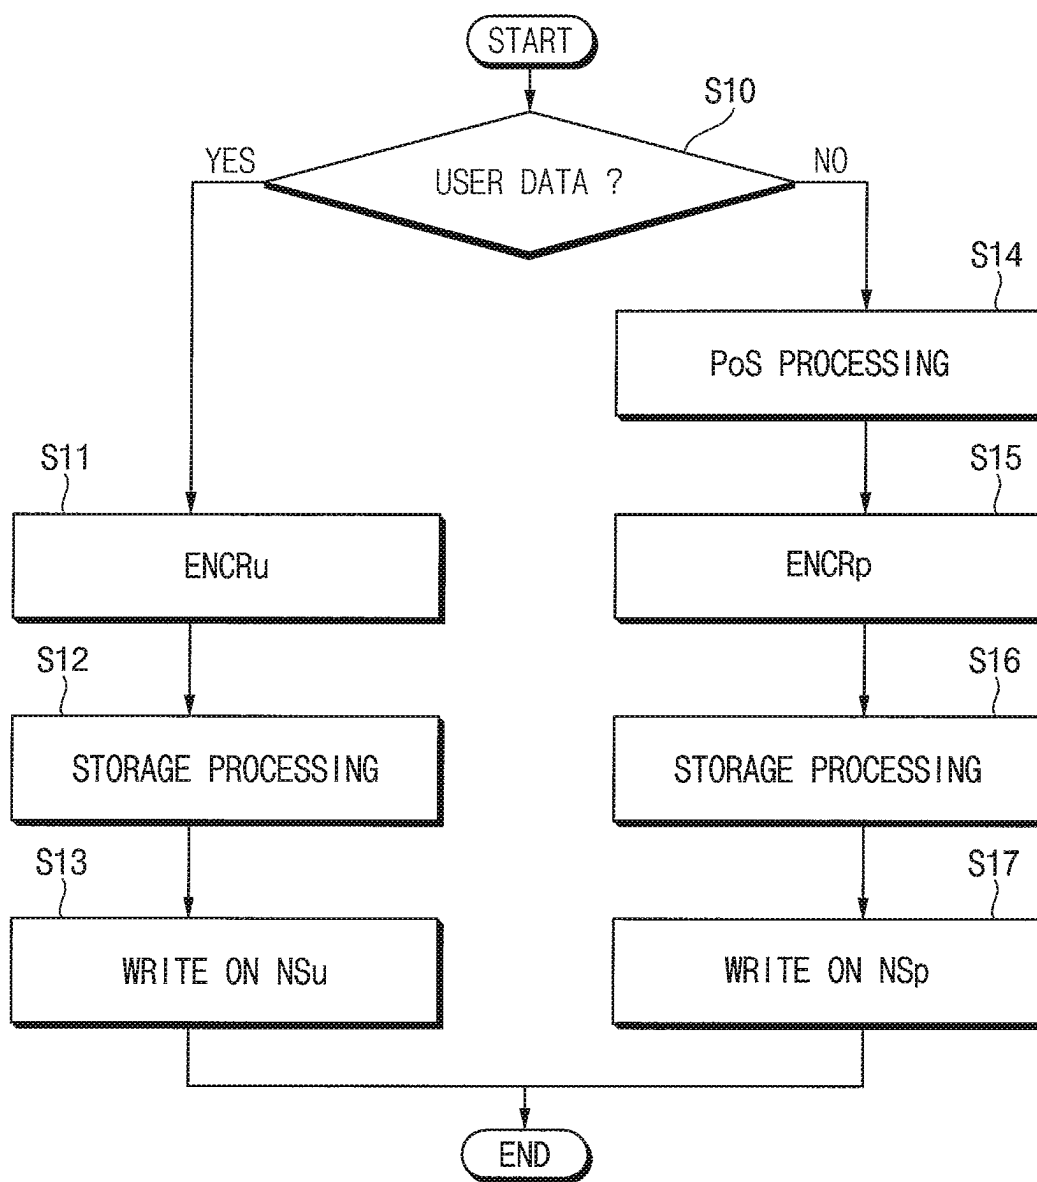 START
S10
YES
USER DATA ?
NO
S14
PoS PROCESSING
S11
S15
ENCRu
ENCRp
S12
S16
STORAGE PROCESSING
STORAGE PROCESSING
S13
S17
WRITE ON NSu
WRITE ON NSp
END